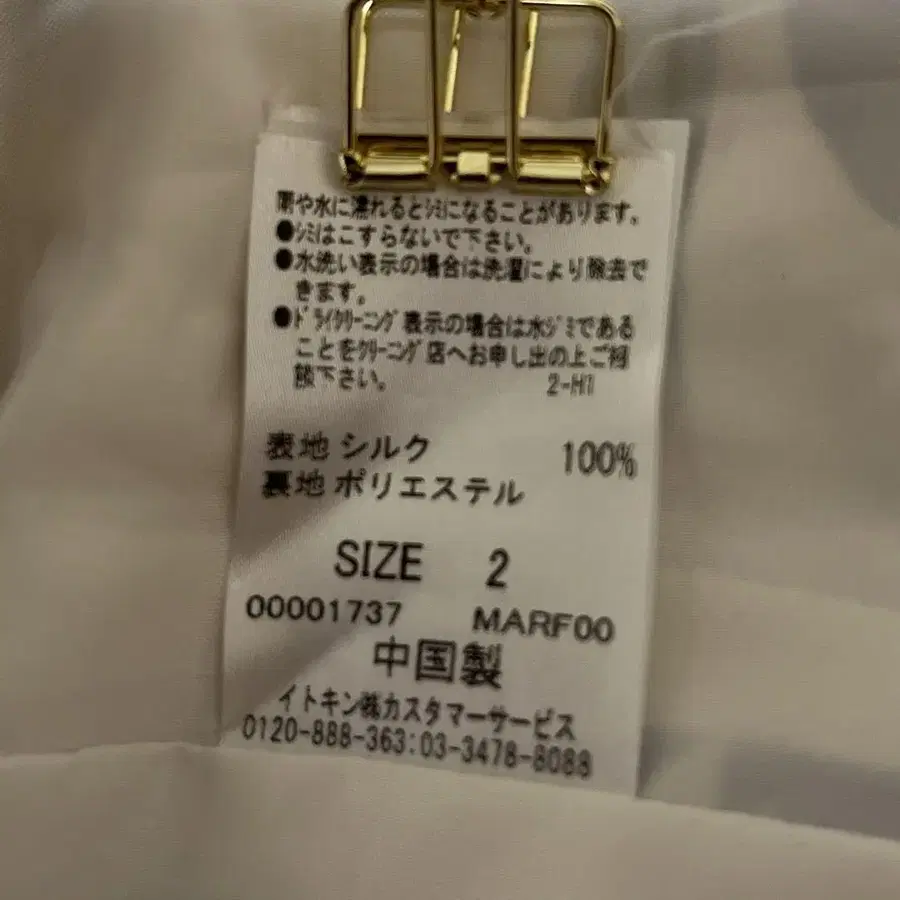 雨や水に濡れるとシミになることがあります。
●シミはこすらないで下さい。
●水洗い表示の場合は洗濯により除去で
きます。
●ドライクリーニング表示の場合は水ジミである
ことをクリーニング店へお申し出の上ご相
談下さい。 2-H1
表地 シルク 100%
裏地 ポリエステル
SIZE 2
00001737 MARF00
中国製
イトキン㈱カスタマーサービス
0120-888-363:03-3478-8088